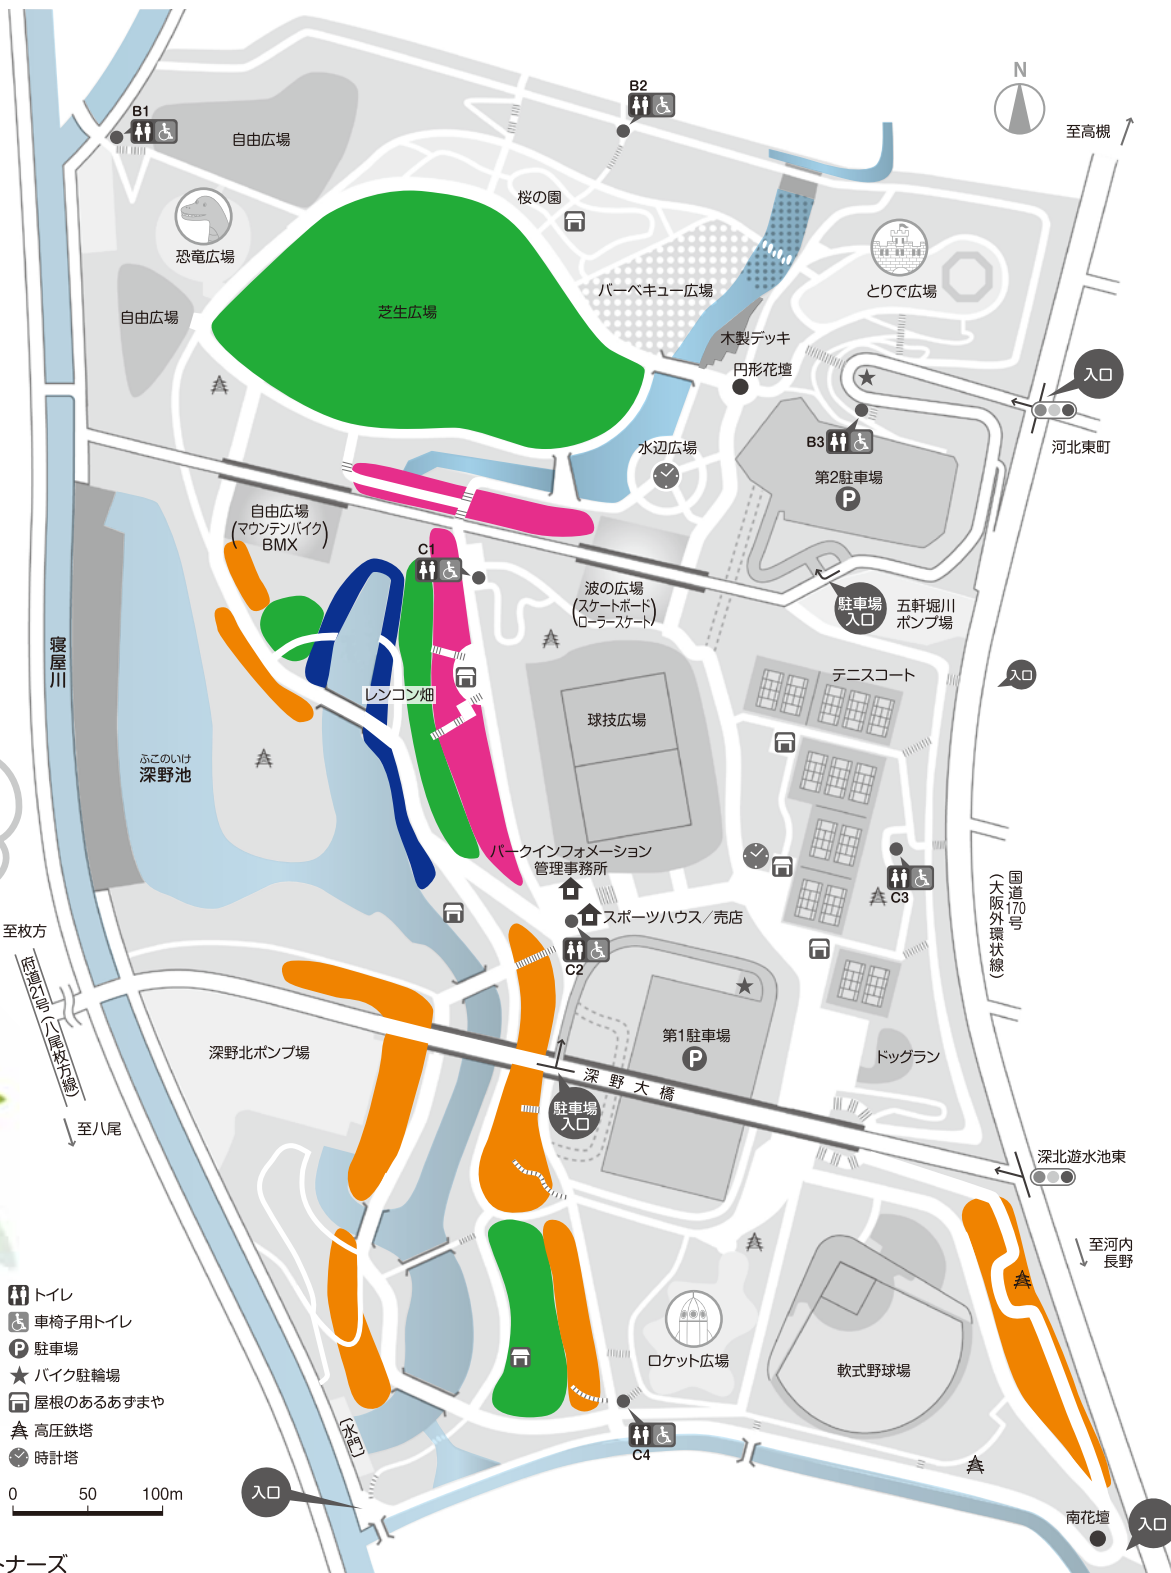 B1
B2
N
自由広場
至高槻
桜の園
恐竜広場
とりで広場
バーベキュー広場
自由広場
芝生広場
木製デッキ
円形花壇
入口
B3
水辺広場
河北東町
第2駐車場
P
自由広場
(マウンテンバイク)
BMX
C1
波の広場
(スケートボード
ローラースケート)
駐車場
入口
五軒堀川
ポンプ場
寝屋川
テニスコート
入口
レンコン畑
球技広場
ふこのいけ
深野池
パークインフォメーション
管理事務所
C3
国道170号
(大阪外環状線)
スポーツハウス／売店
C2
至枚方
府道21号(八尾枚方線)
深野北ポンプ場
第1駐車場
P
ドッグラン
深野大橋
駐車場
入口
至八尾
深北遊水池東
至河内
長野
トイレ
車椅子用トイレ
P 駐車場
バイク駐輪場
屋根のあるあずまや
高圧鉄塔
時計塔
ロケット広場
軟式野球場
(水門)
C4
0 50 100m
入口
南花壇
入口
トナーズ